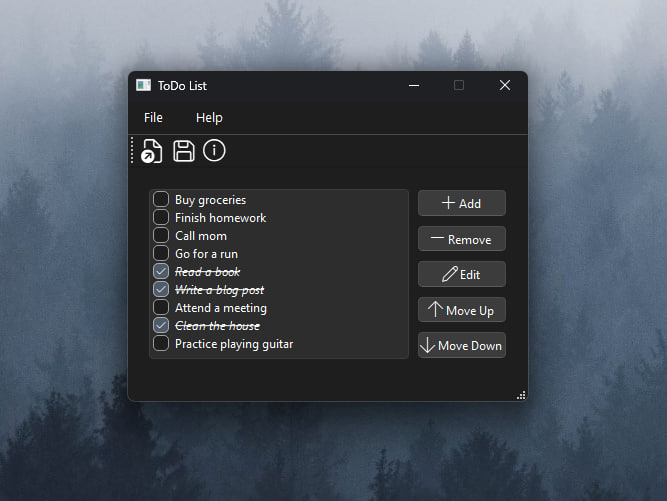 ToDo List
File Help
Buy groceries
Finish homework
Call mom
Go for a run
Read a book
Write a blog post
Attend a meeting
Clean the house
Practice playing guitar
Add
Remove
Edit
Move Up
Move Down